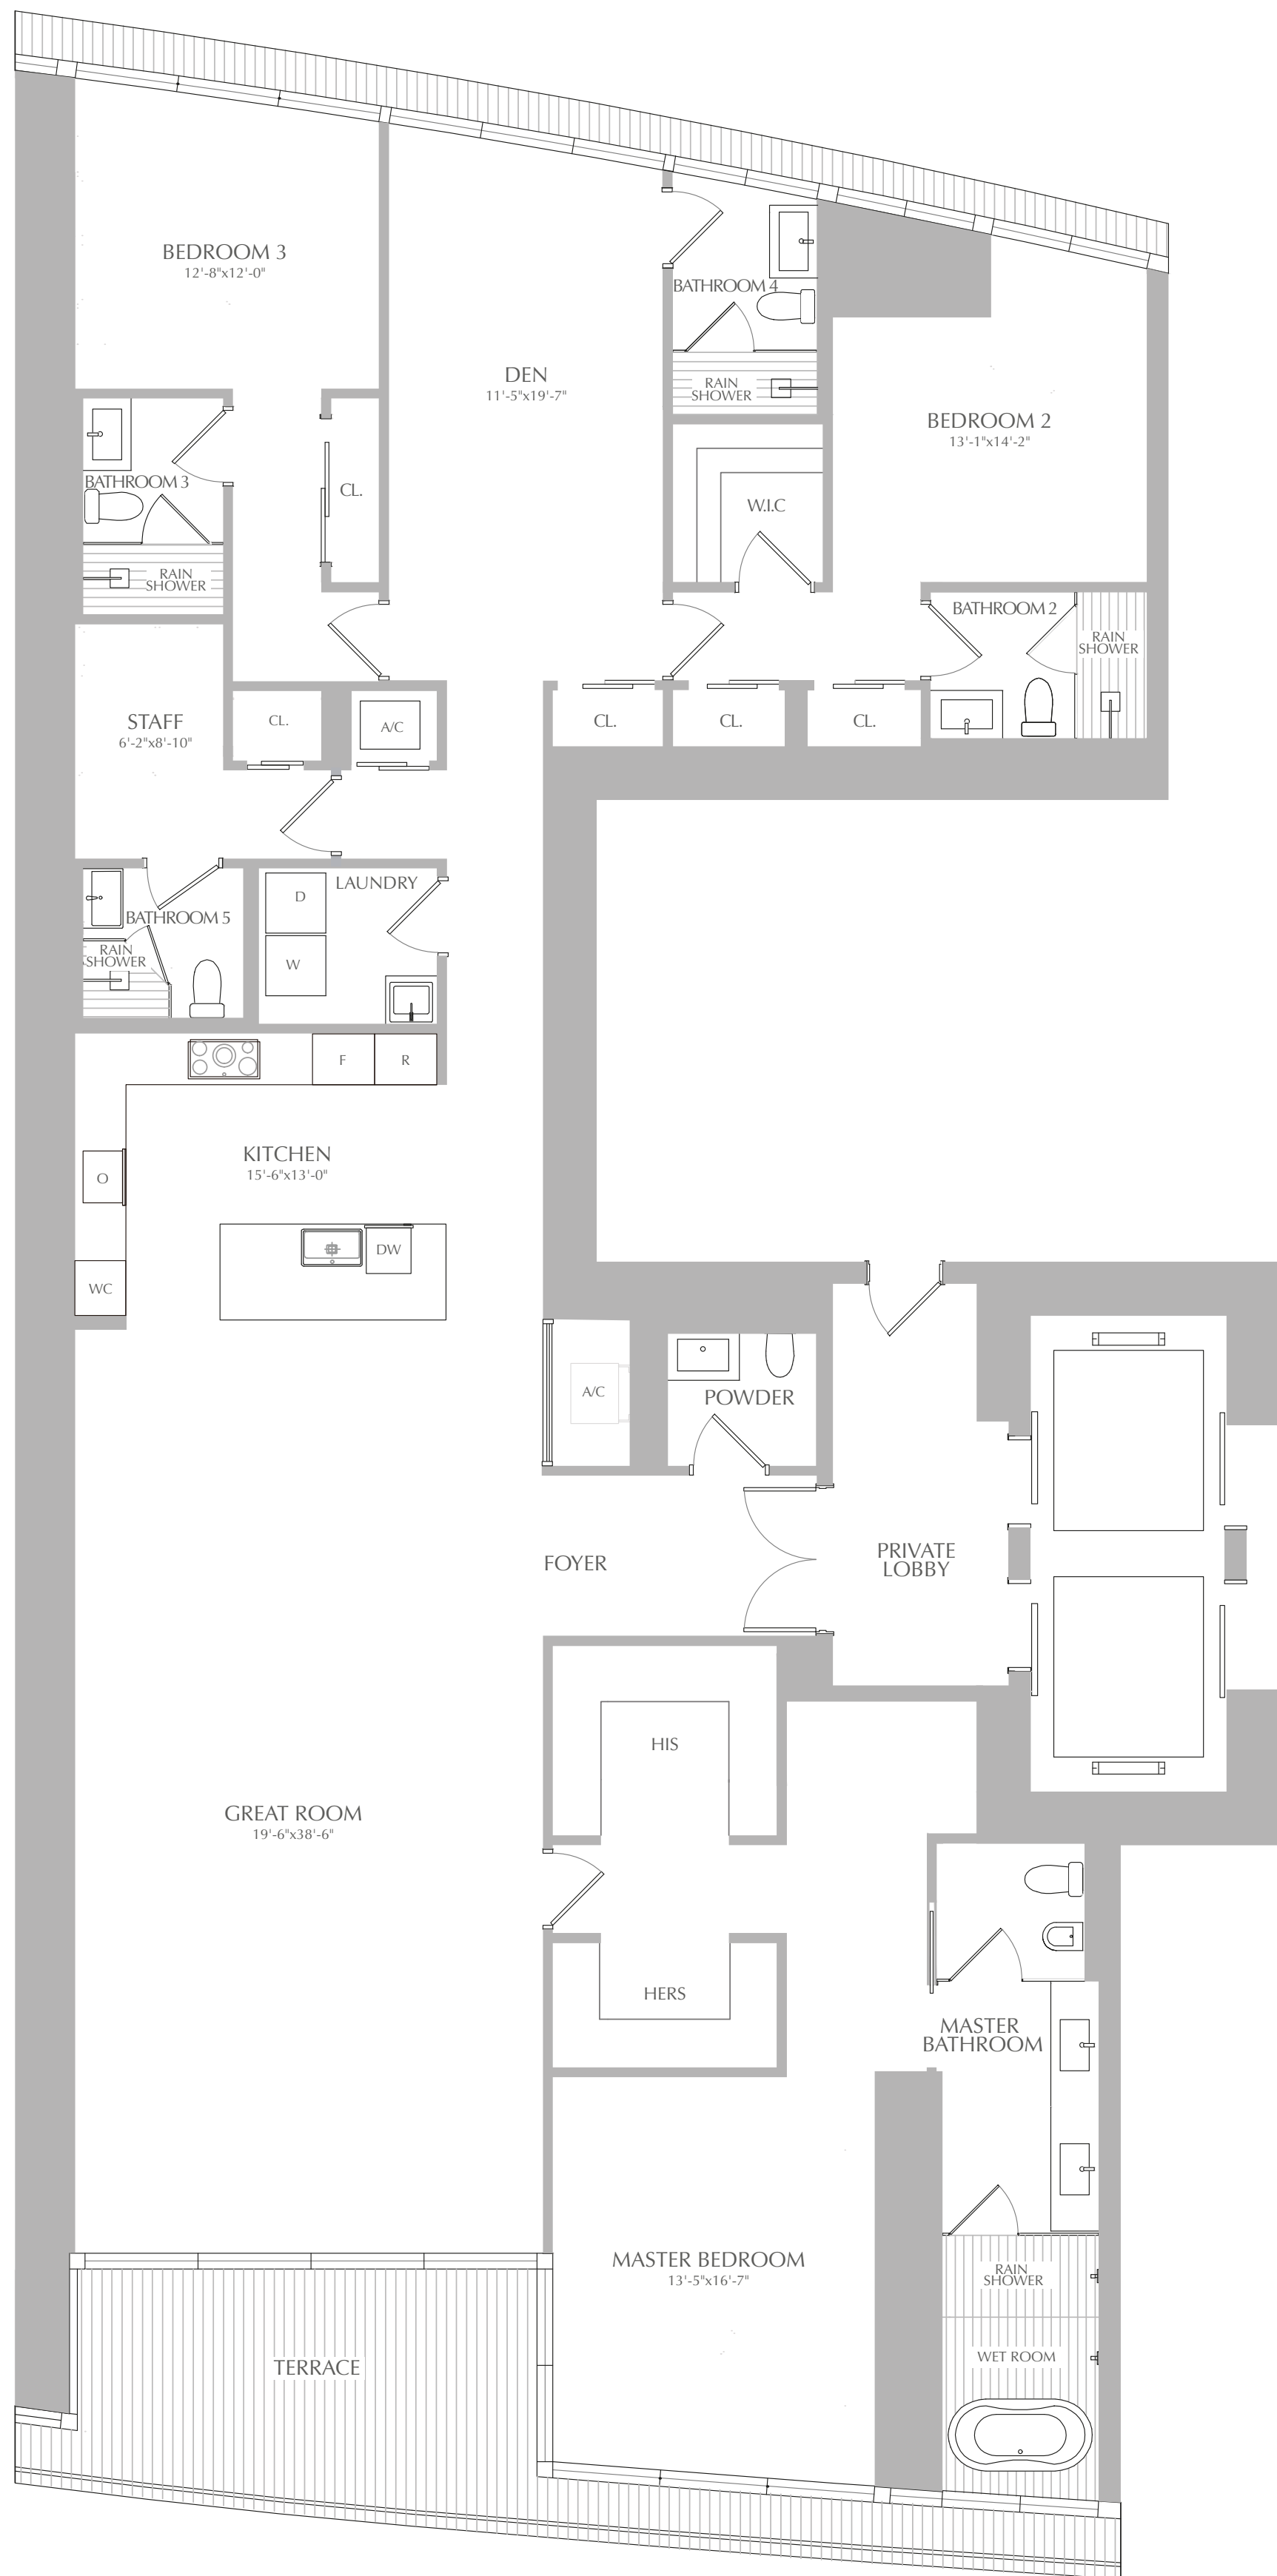 BEDROOM 3
12'-8"x12'-0"
BATHROOM 4
RAIN
SHOWER
DEN
11'-5"x19'-7"
BEDROOM 2
13'-1"x14'-2"
BATHROOM 3
CL.
W.I.C
RAIN
SHOWER
BATHROOM 2
RAIN
SHOWER
STAFF
6'-2"x8'-10"
CL.
A/C
CL.
CL.
CL.
LAUNDRY
D
W
BATHROOM 5
RAIN
SHOWER
F
R
KITCHEN
15'-6"x13'-0"
O
DW
WC
A/C
POWDER
FOYER
PRIVATE
LOBBY
HIS
GREAT ROOM
19'-6"x38'-6"
HERS
MASTER
BATHROOM
MASTER BEDROOM
13'-5"x16'-7"
RAIN
SHOWER
WET ROOM
TERRACE